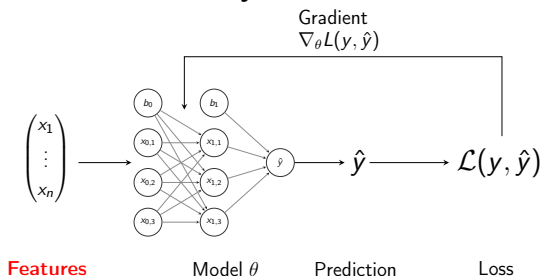 Gradient
∇θL(y, ŷ)
b0
b1
x1
⋮
xn
x0,1
x1,1
x0,2
x1,2
x0,3
x1,3
ŷ
ŷ
ℒ(y, ŷ)
Features
Model θ
Prediction
Loss